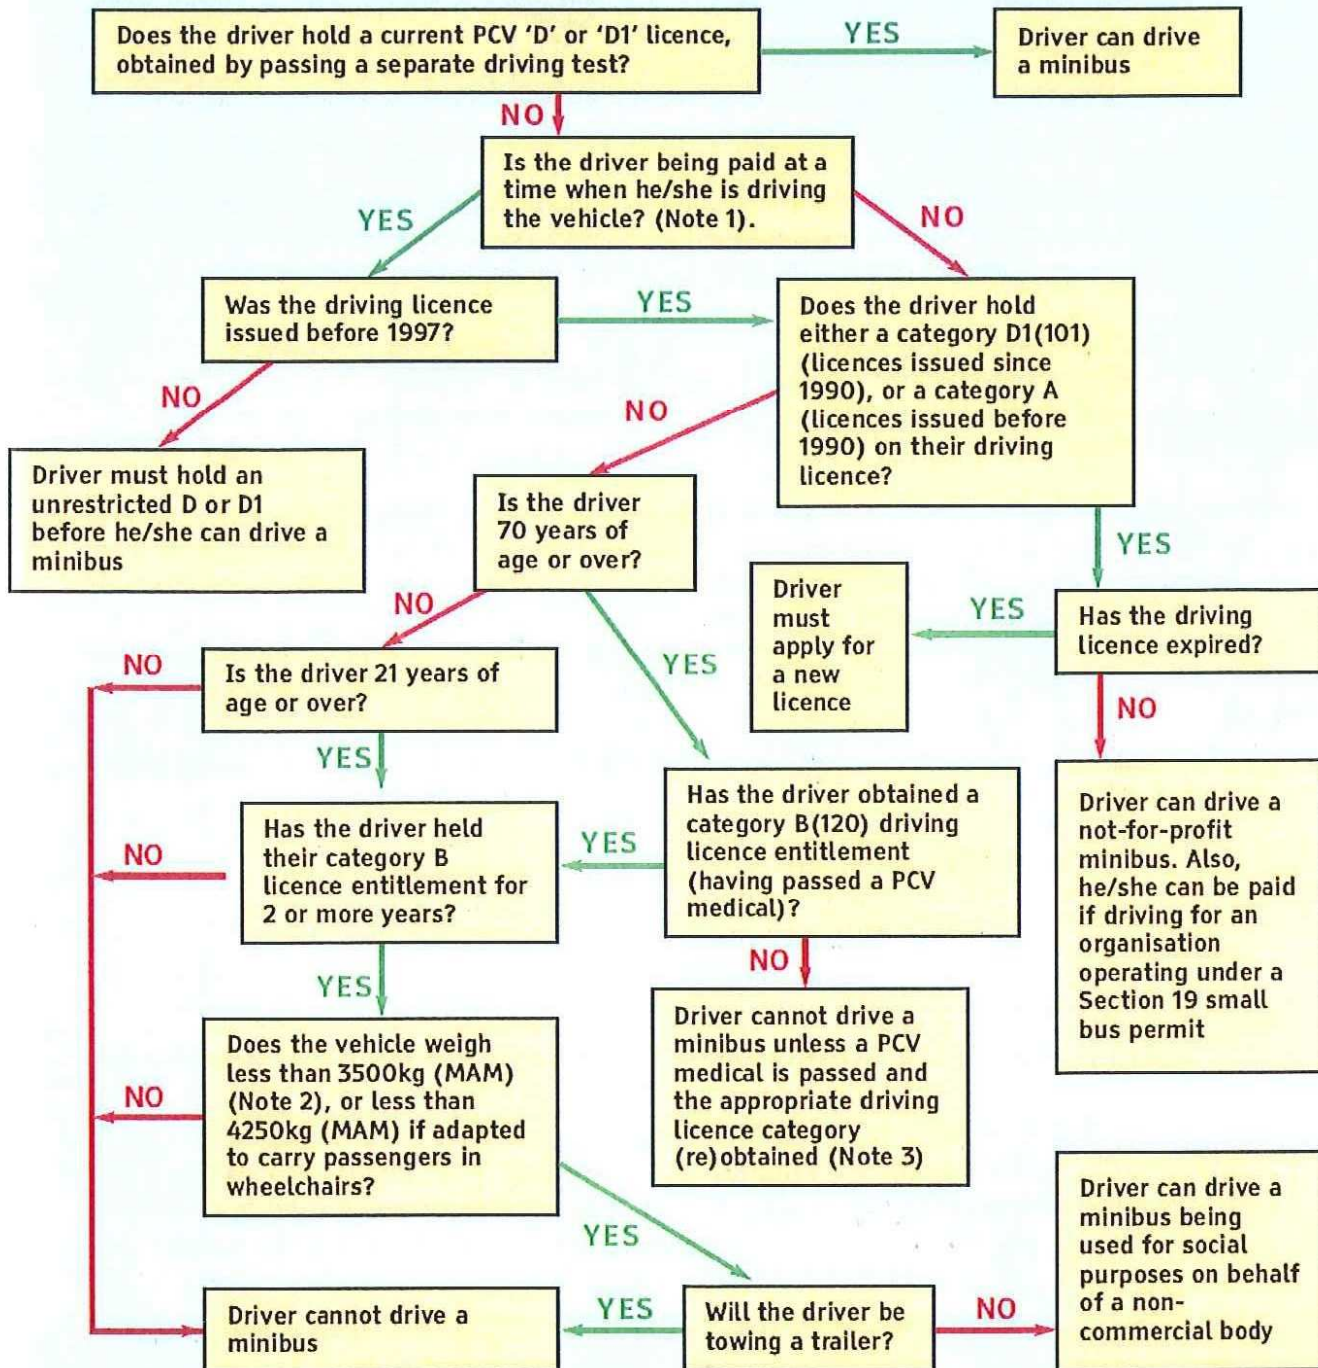 Does the driver hold a current PCV 'D' or 'D1' licence,
obtained by passing a separate driving test?
YES
Driver can drive
a minibus
NO
Is the driver being paid at a
time when he/she is driving
the vehicle? (Note 1).
YES
NO
Was the driving licence
issued before 1997?
YES
Does the driver hold
either a category D1(101)
(licences issued since
1990), or a category A
(licences issued before
1990) on their driving
licence?
NO
NO
Driver must hold an
unrestricted D or D1
before he/she can drive a
minibus
Is the driver
70 years of
age or over?
YES
Driver
must
apply for
a new
licence
YES
Has the driving
licence expired?
NO
NO
Is the driver 21 years of
age or over?
YES
NO
YES
Has the driver held
their category B
licence entitlement for
2 or more years?
NO
YES
Has the driver obtained a
category B(120) driving
licence entitlement
(having passed a PCV
medical)?
Driver can drive a
not-for-profit
minibus. Also,
he/she can be paid
if driving for an
organisation
operating under a
Section 19 small
bus permit
YES
NO
Does the vehicle weigh
less than 3500kg (MAM)
(Note 2), or less than
4250kg (MAM) if adapted
to carry passengers in
wheelchairs?
NO
Driver cannot drive a
minibus unless a PCV
medical is passed and
the appropriate driving
licence category
(re)obtained (Note 3)
YES
Driver can drive a
minibus being
used for social
purposes on behalf
of a non-
commercial body
Driver cannot drive a
minibus
YES
Will the driver be
towing a trailer?
NO